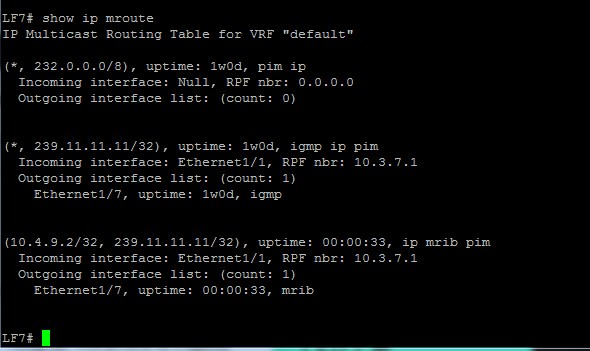 LF7# show ip mroute
IP Multicast Routing Table for VRF "default"
(*, 232.0.0.0/8), uptime: 1w0d, pim ip
Incoming interface: Null, RPF nbr: 0.0.0.0
Outgoing interface list: (count: 0)
(*, 239.11.11.11/32), uptime: 1w0d, igmp ip pim
Incoming interface: Ethernet1/1, RPF nbr: 10.3.7.1
Outgoing interface list: (count: 1)
Ethernet1/7, uptime: 1w0d, igmp
(10.4.9.2/32, 239.11.11.11/32), uptime: 00:00:33, ip mrib pim
Incoming interface: Ethernet1/1, RPF nbr: 10.3.7.1
Outgoing interface list: (count: 1)
Ethernet1/7, uptime: 00:00:33, mrib
LF7#